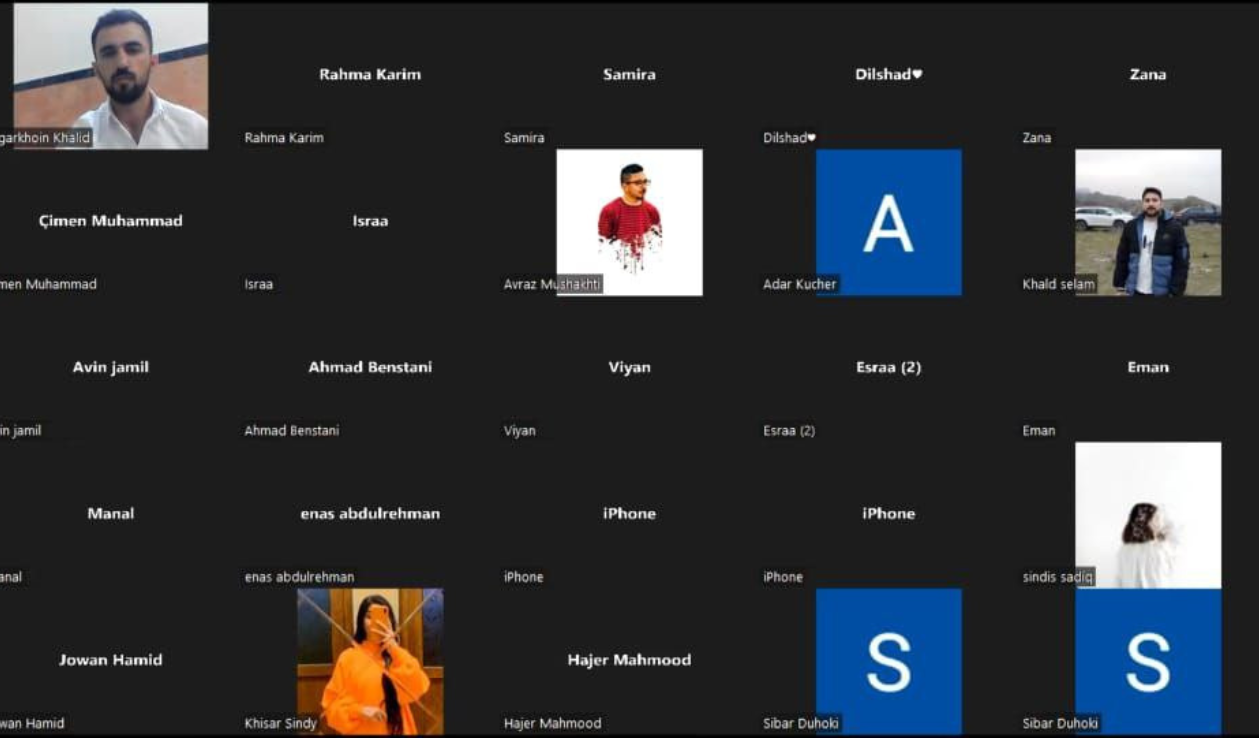 garkhoin Khalid
Rahma Karim
Rahma Karim
Samira
Samira
Dilshad♥
Dilshad♥
Zana
Zana
Çimen Muhammad
men Muhammad
Israa
Israa
Avraz Mushakhti
A
Adar Kucher
Khald selam
Avin jamil
in jamil
Ahmad Benstani
Ahmad Benstani
Viyan
Viyan
Esraa (2)
Esraa (2)
Eman
Eman
Manal
anal
enas abdulrehman
enas abdulrehman
iPhone
iPhone
iPhone
iPhone
sindis sadiq
Jowan Hamid
wan Hamid
Khisar Sindy
Hajer Mahmood
Hajer Mahmood
S
Sibar Duhoki
S
Sibar Duhoki